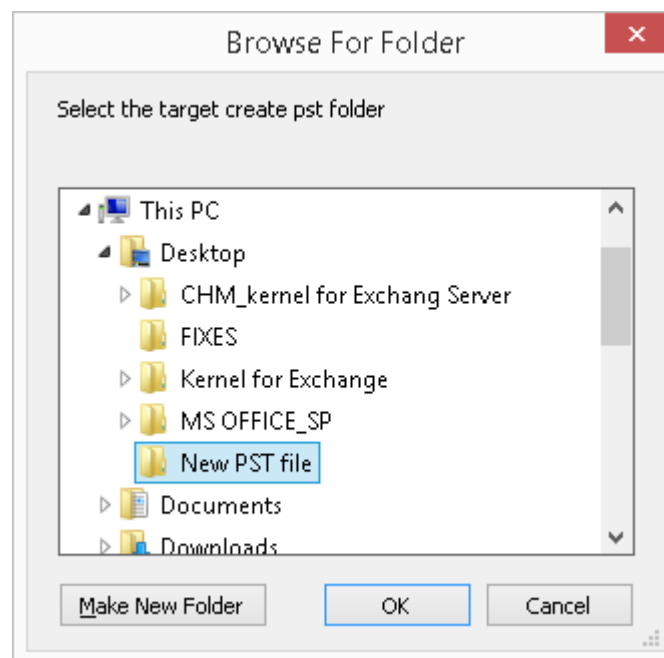 Browse For Folder
Select the target create pst folder
This PC
Desktop
CHM_kernel for Exchang Server
FIXES
Kernel for Exchange
MS OFFICE_SP
New PST file
Documents
Downloads
Make New Folder OK Cancel